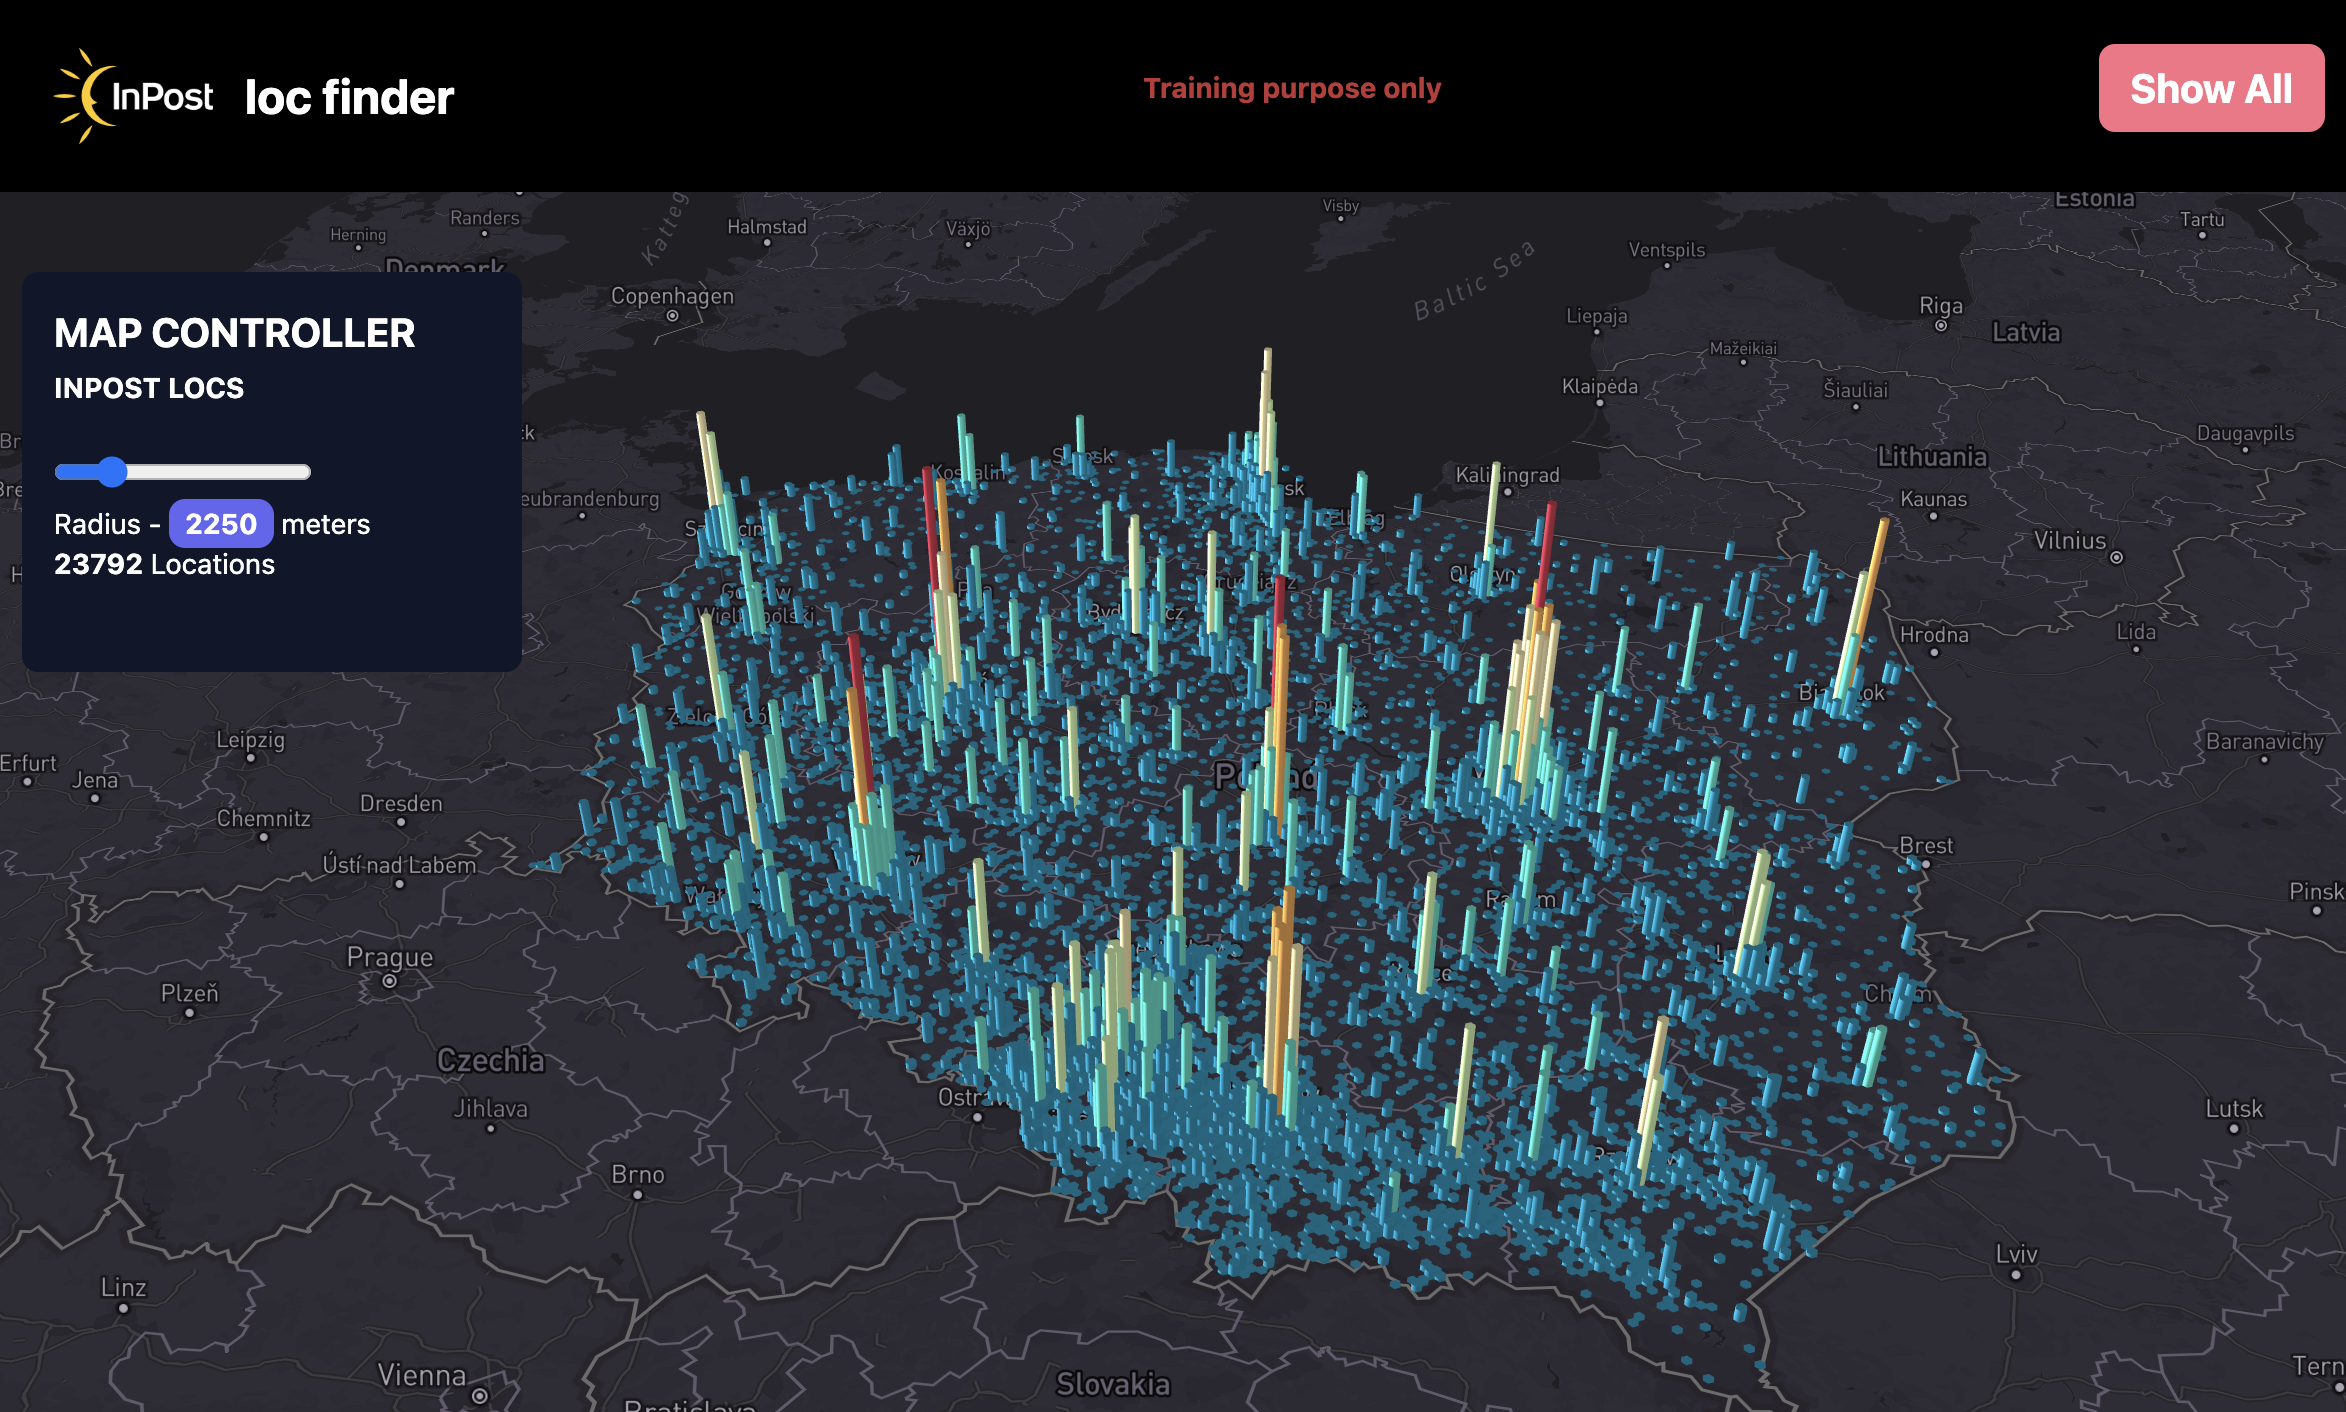 InPost loc finder
Training purpose only
Show All
MAP CONTROLLER
INPOST LOCS
Radius - 2250 meters
23792 Locations
Estonia
Tartu
Randers
Herning
Halmstad
Växjö
Visby
Ventspils
Denmark
Copenhagen
Baltic Sea
Liepaja
Riga
Latvia
Mažeikiai
Klaipėda
Šiauliai
Daugavpils
Lithuania
Kaunas
Vilnius
Hrodna
Lida
Leipzig
Erfurt
Jena
Chemnitz
Dresden
Ústí nad Labem
Baranavichy
Brest
Pinsk
Prague
Plzeň
Czechia
Jihlava
Brno
Lutsk
Lviv
Linz
Vienna
Slovakia